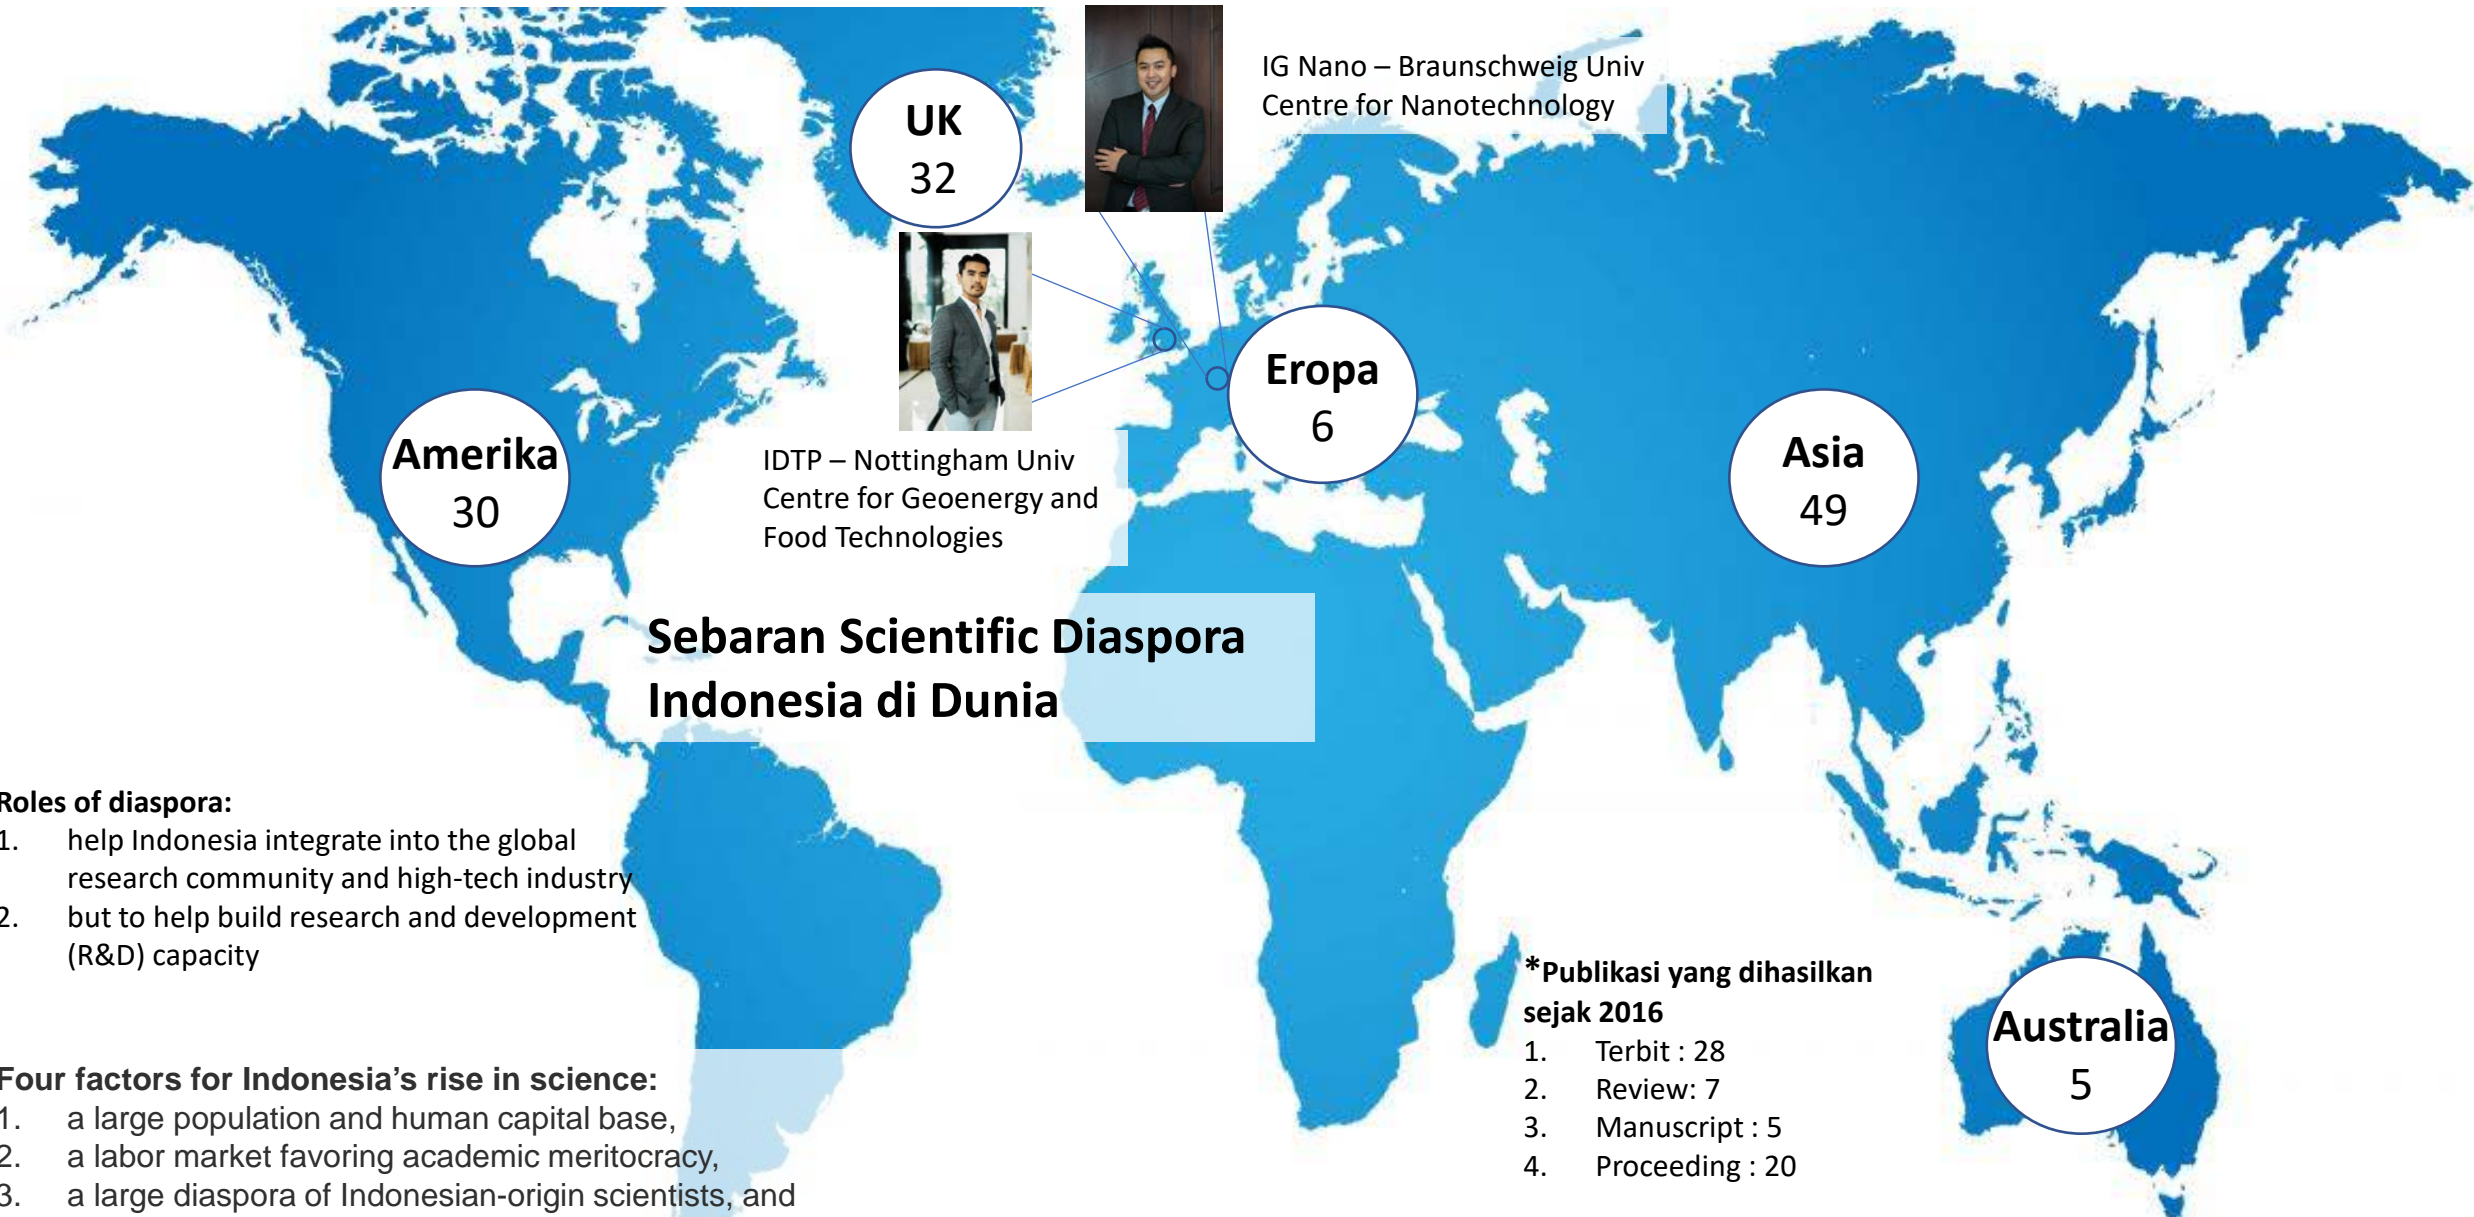 IG Nano – Braunschweig Univ
Centre for Nanotechnology
UK
32
Eropa
6
Amerika
30
Asia
49
IDTP – Nottingham Univ
Centre for Geoenergy and
Food Technologies
Sebaran Scientific Diaspora
Indonesia di Dunia
Roles of diaspora:
1. help Indonesia integrate into the global
research community and high-tech industry
2. but to help build research and development
(R&D) capacity
*Publikasi yang dihasilkan
sejak 2016
1. Terbit : 28
2. Review: 7
3. Manuscript : 5
4. Proceeding : 20
Australia
5
Four factors for Indonesia's rise in science:
1. a large population and human capital base,
2. a labor market favoring academic meritocracy,
3. a large diaspora of Indonesian-origin scientists, and